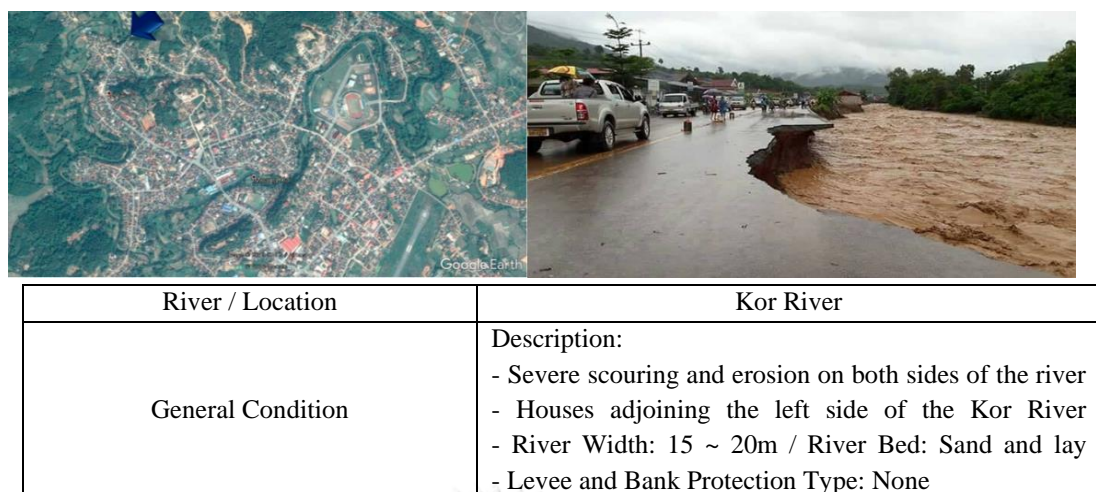 Google Earth
River / Location
Kor River
General Condition
Description:
- Severe scouring and erosion on both sides of the river
- Houses adjoining the left side of the Kor River
- River Width: 15 ~ 20m / River Bed: Sand and lay
- Levee and Bank Protection Type: None